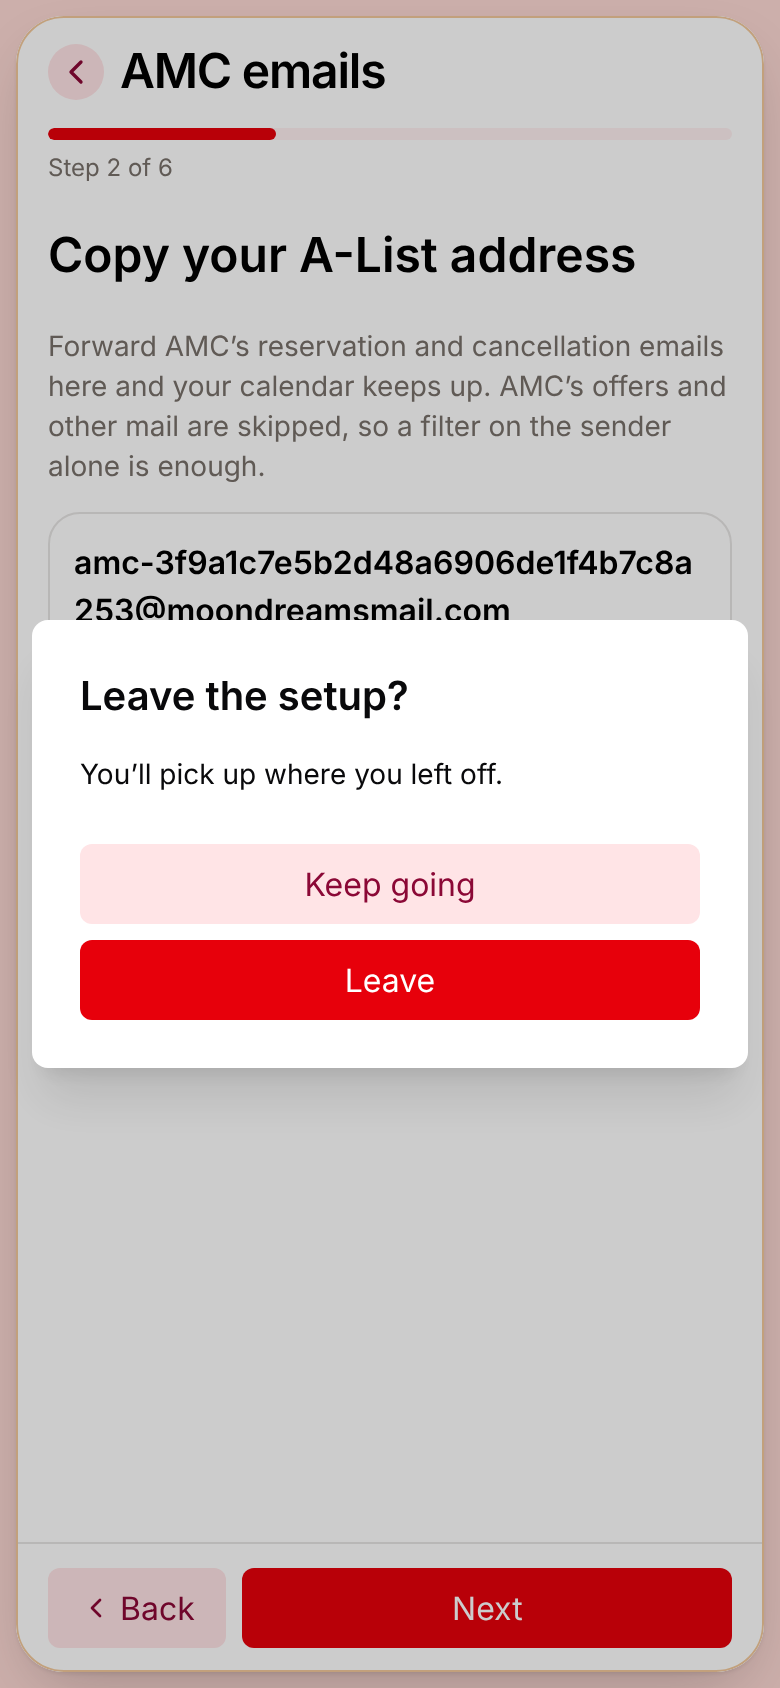 AMC emails
Step 2 of 6
Copy your A-List address
Forward AMC’s reservation and cancellation emails
here and your calendar keeps up. AMC’s offers and
other mail are skipped, so a filter on the sender
alone is enough.
amc-3f9a1c7e5b2d48a6906de1f4b7c8a
253@moondreamsmail.com
Leave the setup?
You’ll pick up where you left off.
Keep going
Leave
Back
Next